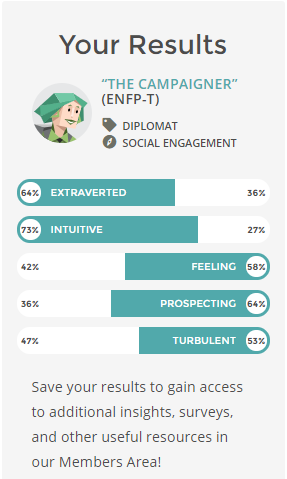 Your Results
“THE CAMPAIGNER”
(ENFP-T)
DIPLOMAT
SOCIAL ENGAGEMENT
64% EXTRAVERTED 36%
73% INTUITIVE 27%
42% FEELING 58%
36% PROSPECTING 64%
47% TURBULENT 53%
Save your results to gain access
to additional insights, surveys,
and other useful resources in
our Members Area!